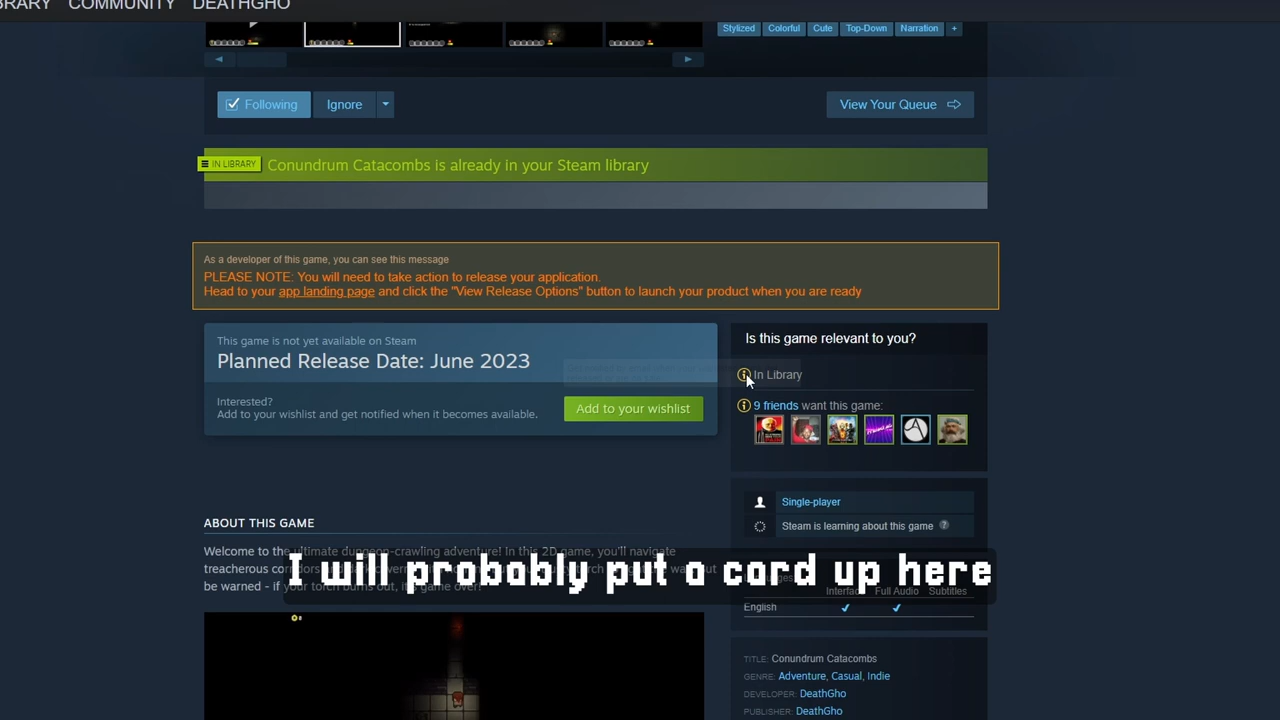 BRARY COMMUNITY DEATHGHO
Stylized Colorful Cute Top-Down Narration +
Following Ignore View Your Queue
IN LIBRARY Conundrum Catacombs is already in your Steam library
As a developer of this game, you can see this message
PLEASE NOTE: You will need to take action to release your application.
Head to your app landing page and click the "View Release Options" button to launch your product when you are ready
This game is not yet available on Steam
Planned Release Date: June 2023
Interested?
Add to your wishlist and get notified when it becomes available.
Add to your wishlist
Is this game relevant to you?
In Library
9 friends want this game:
Single-player
Steam is learning about this game ?
Interface Full Audio Subtitles
English ✔ ✔
ABOUT THIS GAME
Welcome to the ultimate dungeon-crawling adventure! In this 2D game, you'll navigate
treacherous
be warned - if your torch burns out, it's game over!
I will probably put a card up here
TITLE: Conundrum Catacombs
GENRE: Adventure, Casual, Indie
DEVELOPER: DeathGho
PUBLISHER: DeathGho